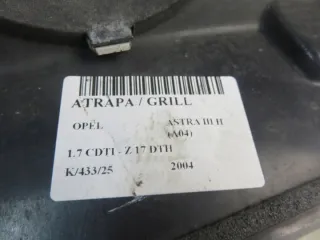 ATRAPA / GRILL
OPEL ASTRA III H
(A04)
1.7 CDTI - Z 17 DTH
K/433/25 2004